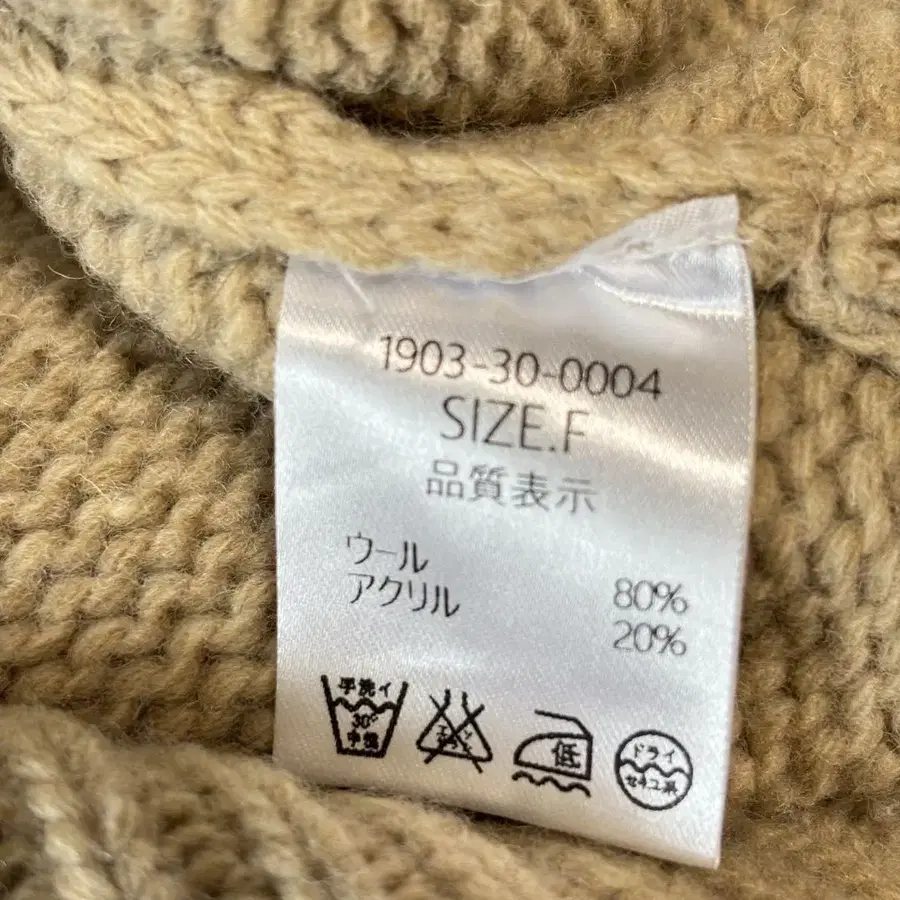 1903-30-0004
SIZE.F
品質表示
ウール 80%
アクリル 20%
手洗イ
30°
中性
低
ドライ
セキユ系